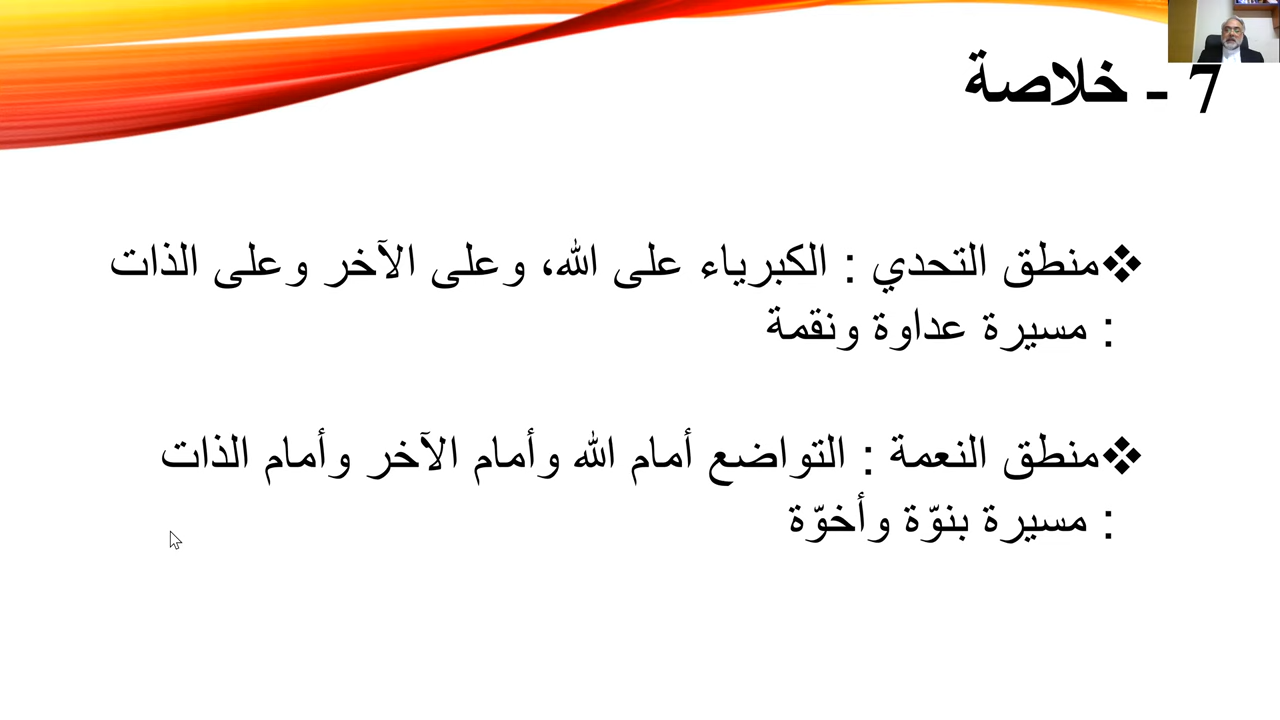 7 - خلاصة
❖منطق التحدي : الكبرياء على الله، وعلى الآخر وعلى الذات
: مسيرة عداوة ونقمة
❖منطق النعمة : التواضع أمام الله وأمام الآخر وأمام الذات
: مسيرة بنوّة وأخوّة